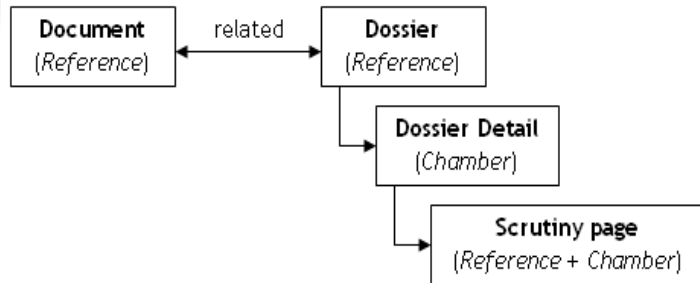 Document
(Reference)
related
Dossier
(Reference)
Dossier Detail
(Chamber)
Scrutiny page
(Reference + Chamber)